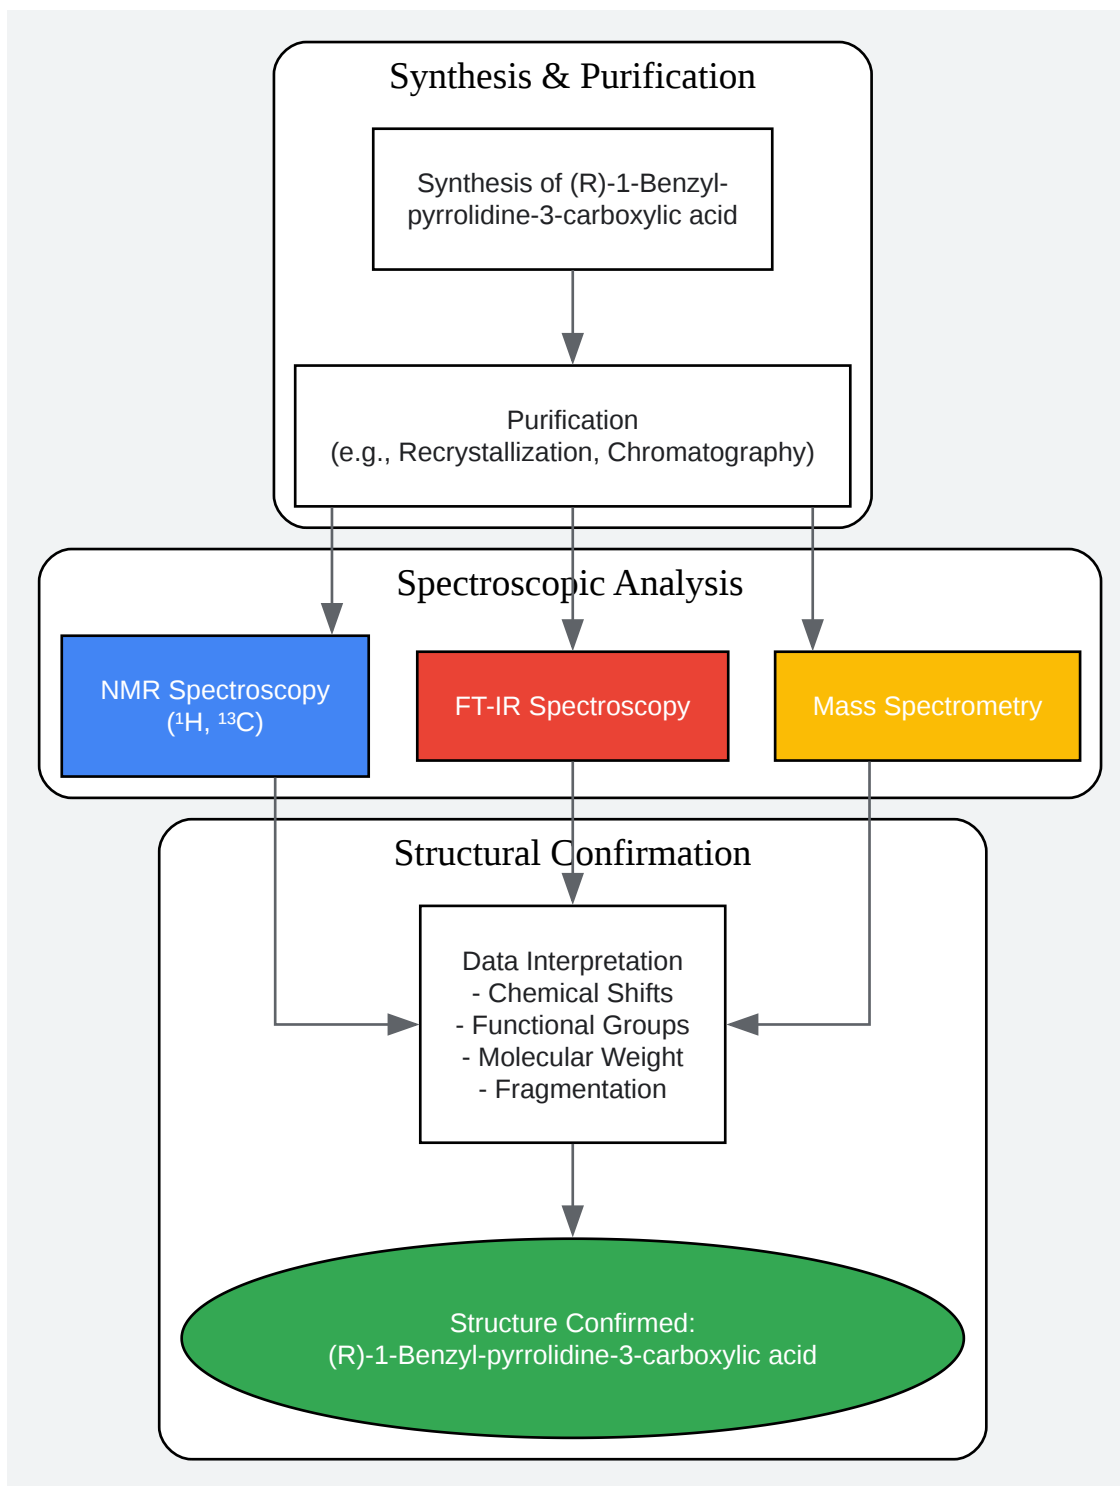 Synthesis & Purification
Synthesis of (R)-1-Benzyl-
pyrrolidine-3-carboxylic acid
Purification
(e.g., Recrystallization, Chromatography)
Spectroscopic Analysis
NMR Spectroscopy
(¹H, ¹³C)
FT-IR Spectroscopy
Mass Spectrometry
Structural Confirmation
Data Interpretation
- Chemical Shifts
- Functional Groups
- Molecular Weight
- Fragmentation
Structure Confirmed:
(R)-1-Benzyl-pyrrolidine-3-carboxylic acid